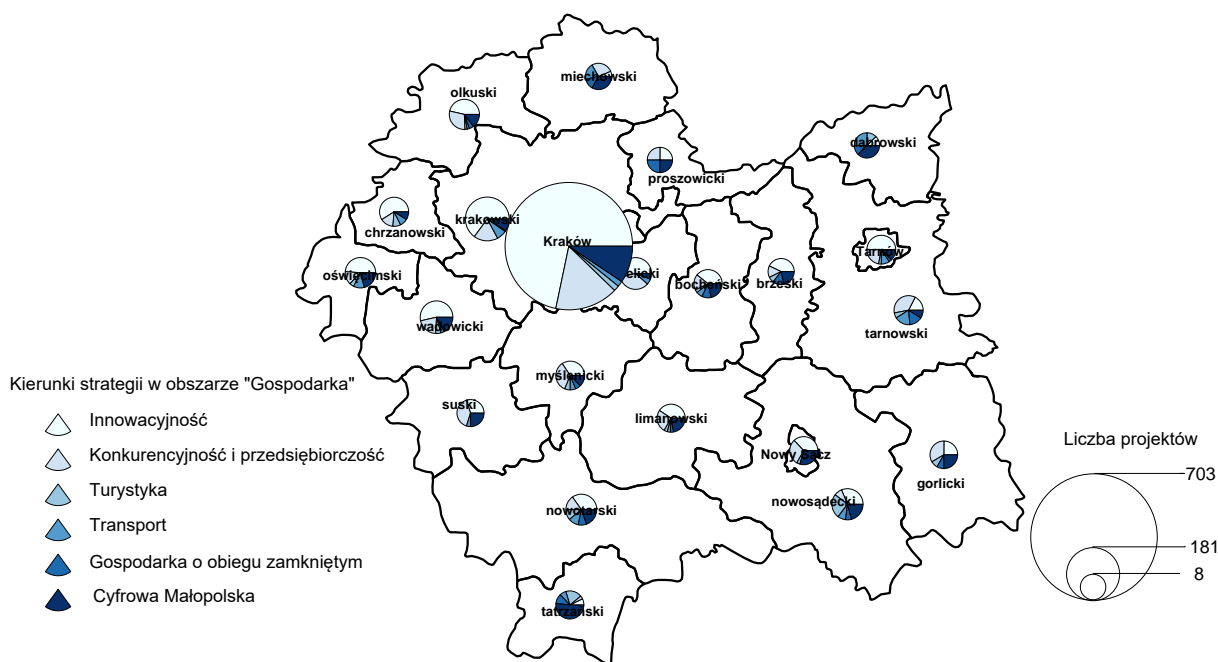 miechowski
olkuski
dąbrowski
proszowicki
krakowski
chrzanowski
Kraków
Tarnów
oświęcimski
elicki
bocheński
brzeski
wadowicki
tarnowski
myślenicki
suski
limanowski
Nowy Sącz
gorlicki
nowosądecki
nowotarski
tatrzański
Kierunki strategii w obszarze "Gospodarka"
Innowacyjność
Konkurencyjność i przedsiębiorczość
Turystyka
Transport
Gospodarka o obiegu zamkniętym
Cyfrowa Małopolska
Liczba projektów
703
181
8